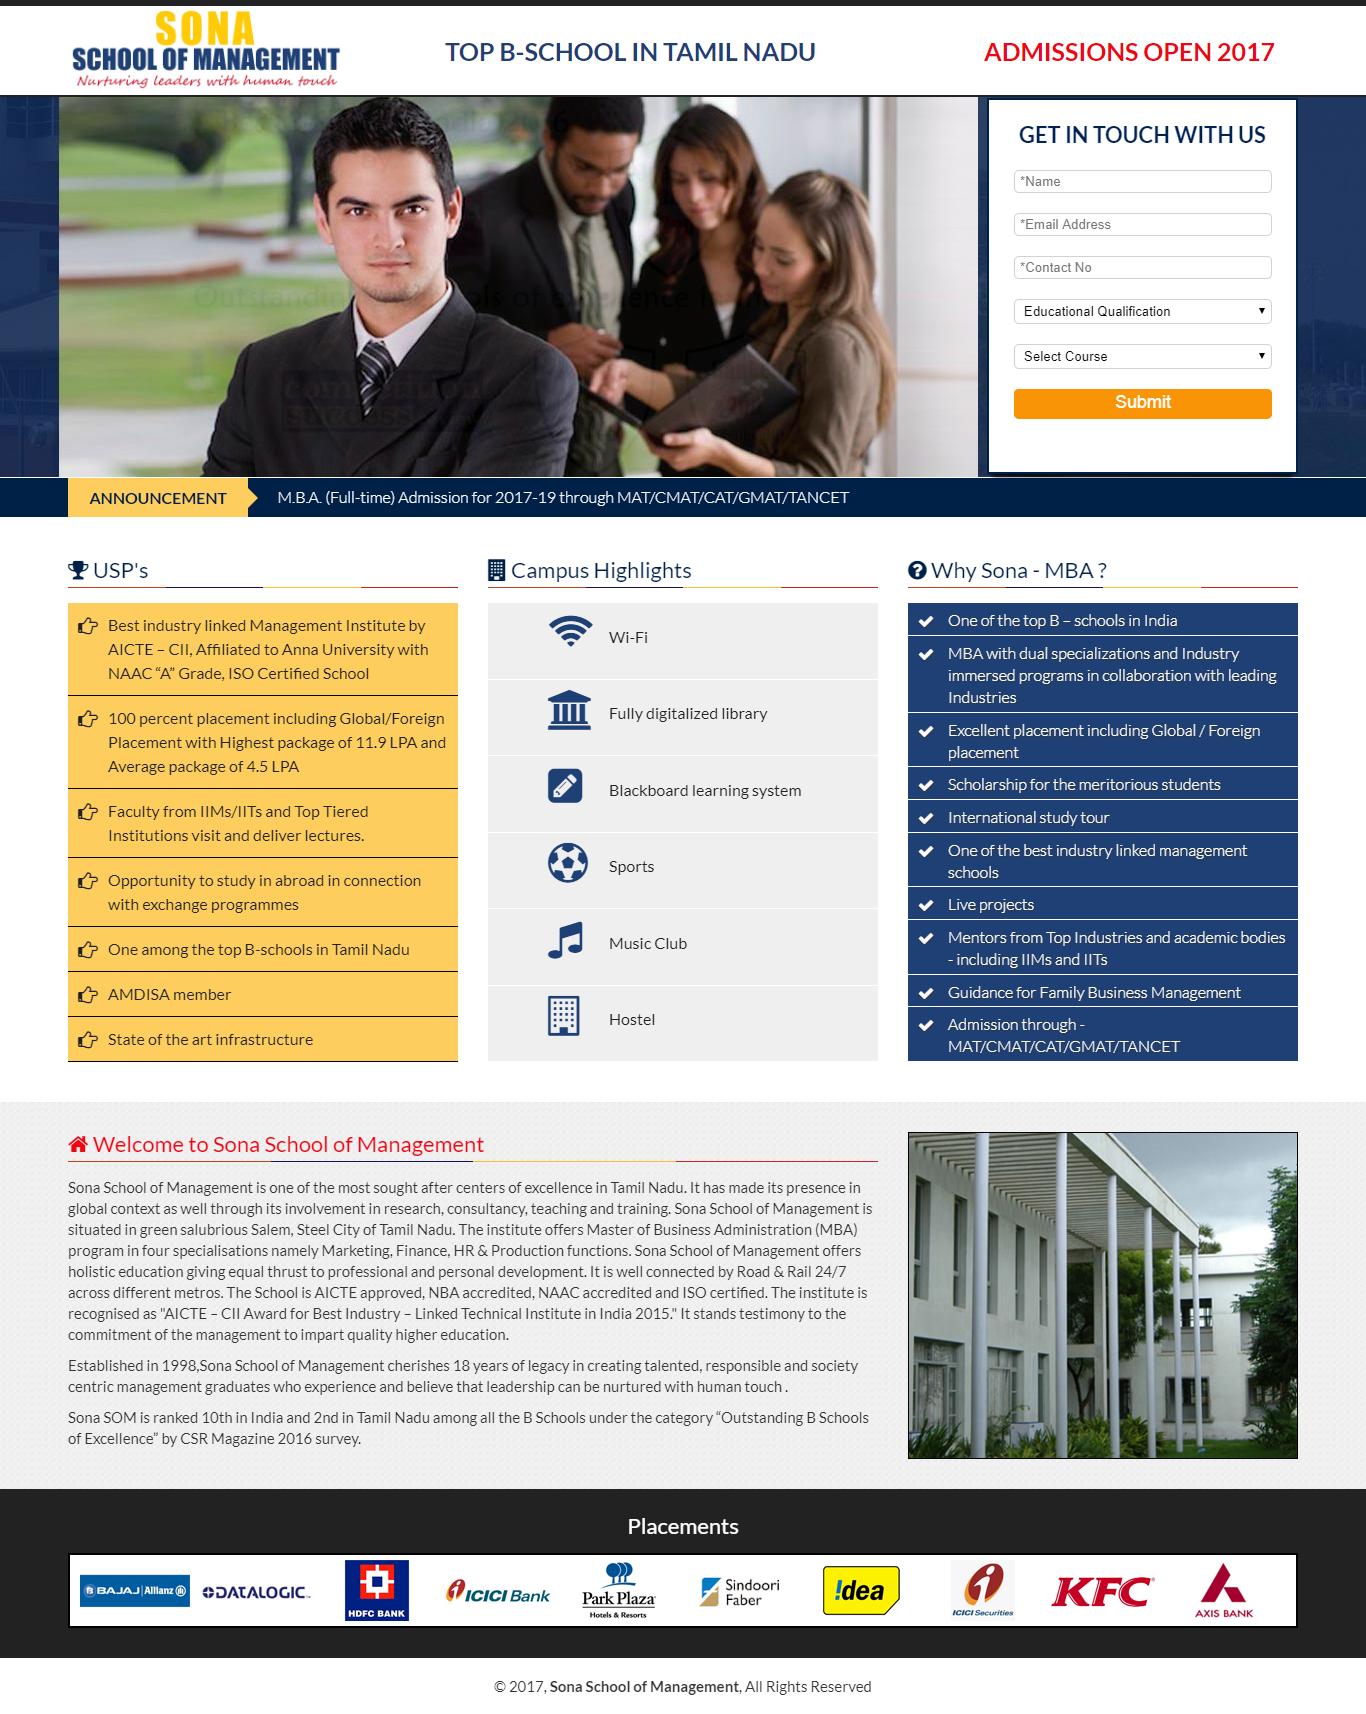 SONA
SCHOOL OF MANAGEMENT
Nurturing leaders with human touch
TOP B-SCHOOL IN TAMIL NADU
ADMISSIONS OPEN 2017
GET IN TOUCH WITH US
*Name
*Email Address
*Contact No
Educational Qualification
Select Course
Submit
ANNOUNCEMENT
M.B.A. (Full-time) Admission for 2017-19 through MAT/CMAT/CAT/GMAT/TANCET
USP's
Best industry linked Management Institute by
AICTE – CII, Affiliated to Anna University with
NAAC “A” Grade, ISO Certified School
100 percent placement including Global/Foreign
Placement with Highest package of 11.9 LPA and
Average package of 4.5 LPA
Faculty from IIMs/IITs and Top Tiered
Institutions visit and deliver lectures.
Opportunity to study in abroad in connection
with exchange programmes
One among the top B-schools in Tamil Nadu
AMDISA member
State of the art infrastructure
Campus Highlights
Wi-Fi
Fully digitalized library
Blackboard learning system
Sports
Music Club
Hostel
Why Sona - MBA ?
One of the top B – schools in India
MBA with dual specializations and Industry
immersed programs in collaboration with leading
Industries
Excellent placement including Global / Foreign
placement
Scholarship for the meritorious students
International study tour
One of the best industry linked management
schools
Live projects
Mentors from Top Industries and academic bodies
- including IIMs and IITs
Guidance for Family Business Management
Admission through -
MAT/CMAT/CAT/GMAT/TANCET
Welcome to Sona School of Management
Sona School of Management is one of the most sought after centers of excellence in Tamil Nadu. It has made its presence in
global context as well through its involvement in research, consultancy, teaching and training. Sona School of Management is
situated in green salubrious Salem, Steel City of Tamil Nadu. The institute offers Master of Business Administration (MBA)
program in four specialisations namely Marketing, Finance, HR & Production functions. Sona School of Management offers
holistic education giving equal thrust to professional and personal development. It is well connected by Road & Rail 24/7
across different metros. The School is AICTE approved, NBA accredited, NAAC accredited and ISO certified. The institute is
recognised as "AICTE – CII Award for Best Industry – Linked Technical Institute in India 2015." It stands testimony to the
commitment of the management to impart quality higher education.
Established in 1998,Sona School of Management cherishes 18 years of legacy in creating talented, responsible and society
centric management graduates who experience and believe that leadership can be nurtured with human touch .
Sona SOM is ranked 10th in India and 2nd in Tamil Nadu among all the B Schools under the category “Outstanding B Schools
of Excellence” by CSR Magazine 2016 survey.
Placements
BAJAJ | Allianz
DATALOGIC
HDFC BANK
ICICI Bank
Park Plaza
Hotels & Resorts
Sindoori
Faber
!dea
ICICI Securities
KFC
AXIS BANK
© 2017, Sona School of Management, All Rights Reserved